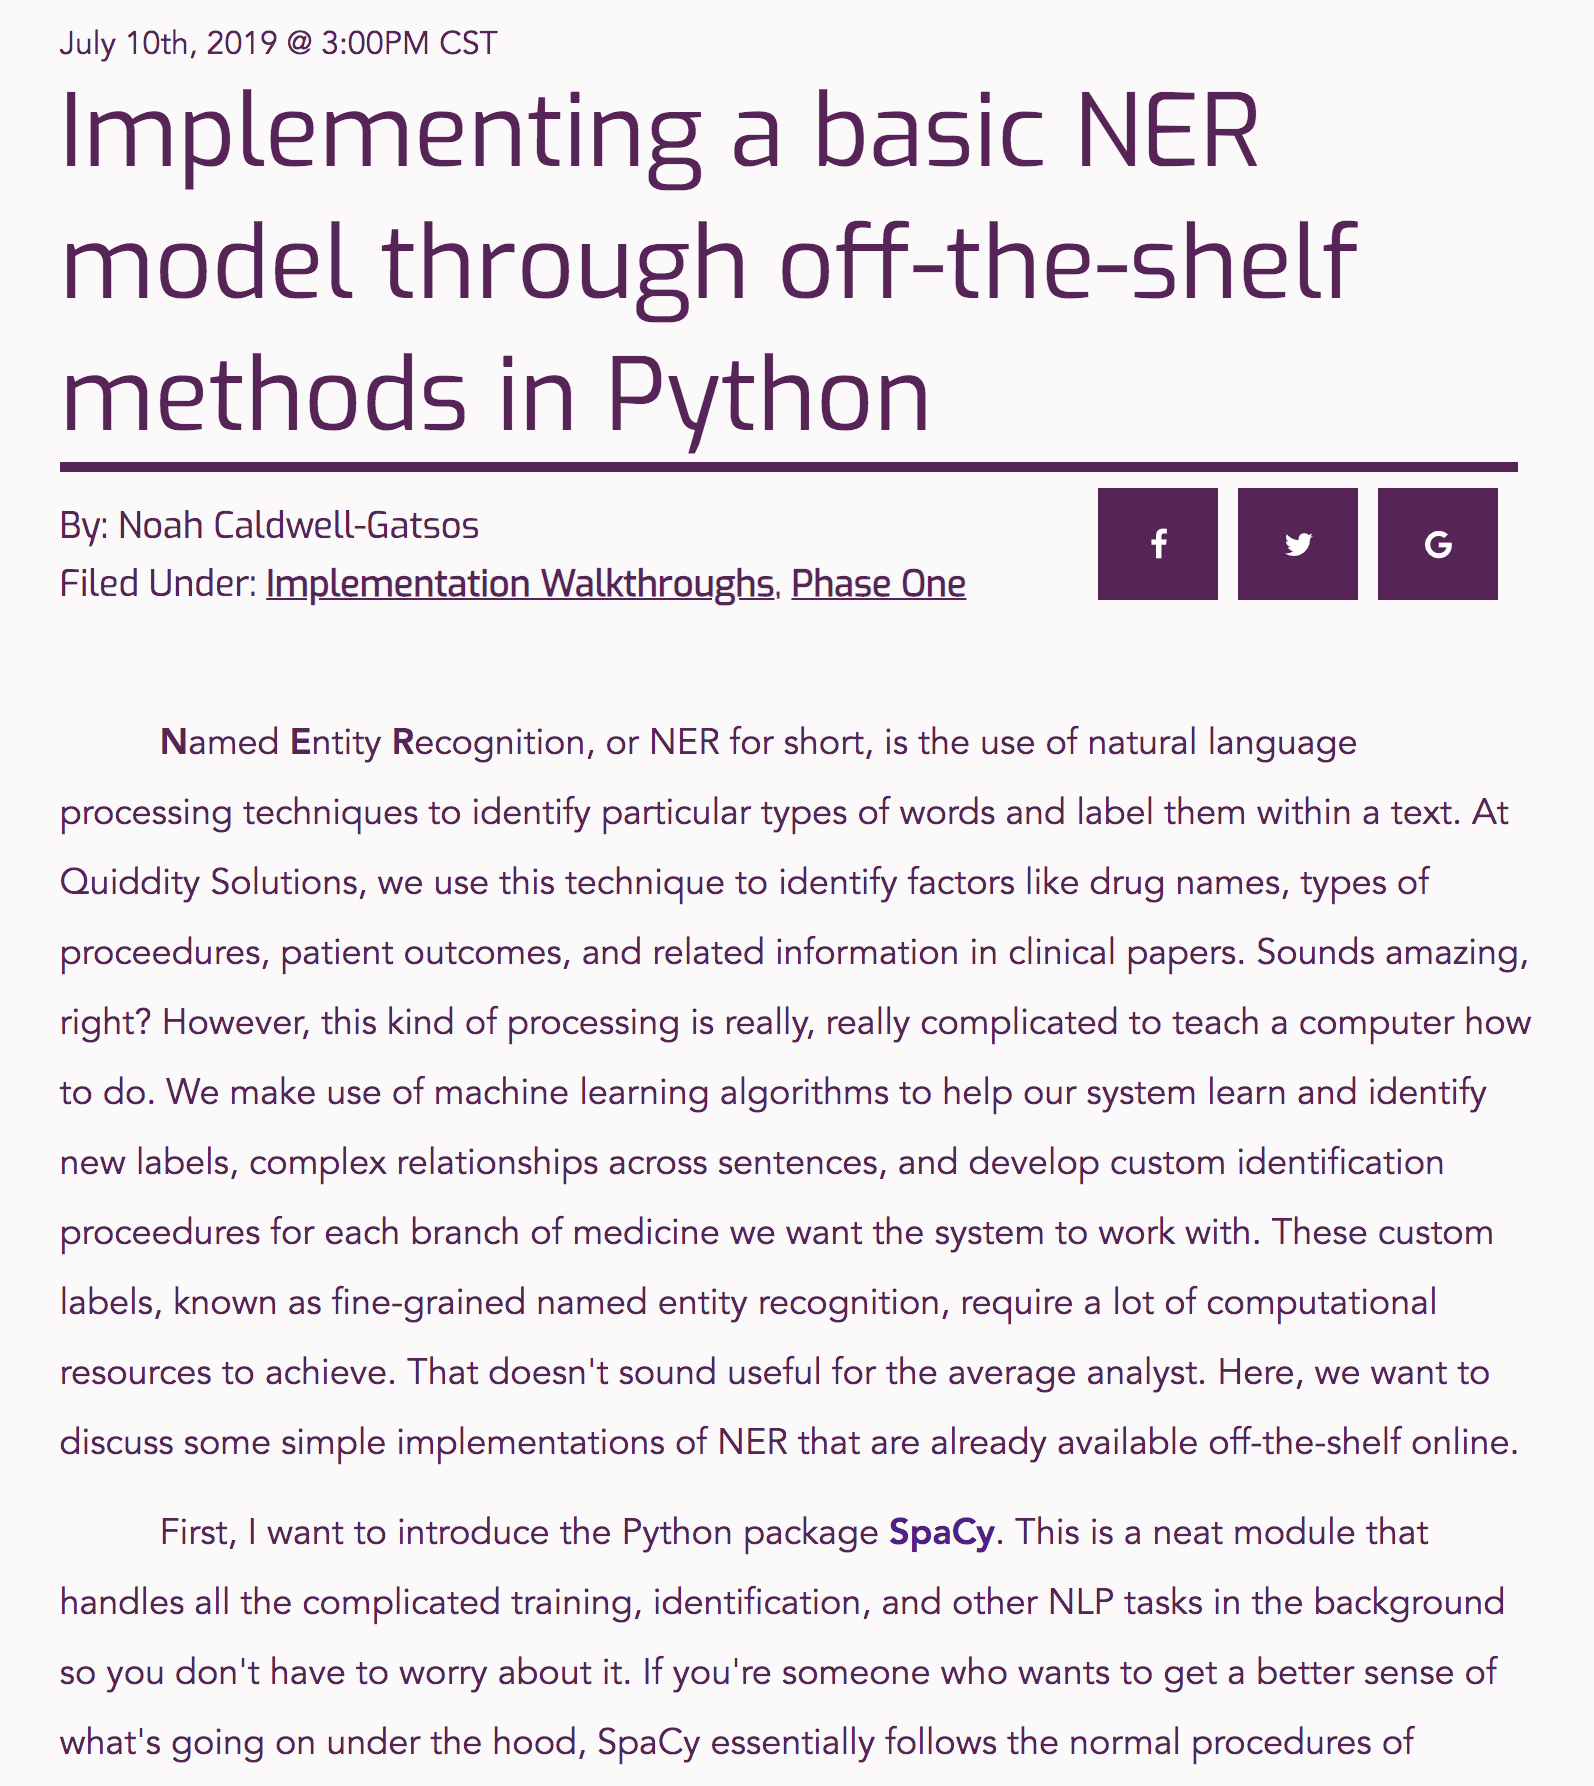 July 10th, 2019 @ 3:00PM CST
Implementing a basic NER
model through off-the-shelf
methods in Python
By: Noah Caldwell-Gatsos
Filed Under: Implementation Walkthroughs, Phase One
Named Entity Recognition, or NER for short, is the use of natural language
processing techniques to identify particular types of words and label them within a text. At
Quiddity Solutions, we use this technique to identify factors like drug names, types of
proceedures, patient outcomes, and related information in clinical papers. Sounds amazing,
right? However, this kind of processing is really, really complicated to teach a computer how
to do. We make use of machine learning algorithms to help our system learn and identify
new labels, complex relationships across sentences, and develop custom identification
proceedures for each branch of medicine we want the system to work with. These custom
labels, known as fine-grained named entity recognition, require a lot of computational
resources to achieve. That doesn't sound useful for the average analyst. Here, we want to
discuss some simple implementations of NER that are already available off-the-shelf online.
First, I want to introduce the Python package SpaCy. This is a neat module that
handles all the complicated training, identification, and other NLP tasks in the background
so you don't have to worry about it. If you're someone who wants to get a better sense of
what's going on under the hood, SpaCy essentially follows the normal procedures of